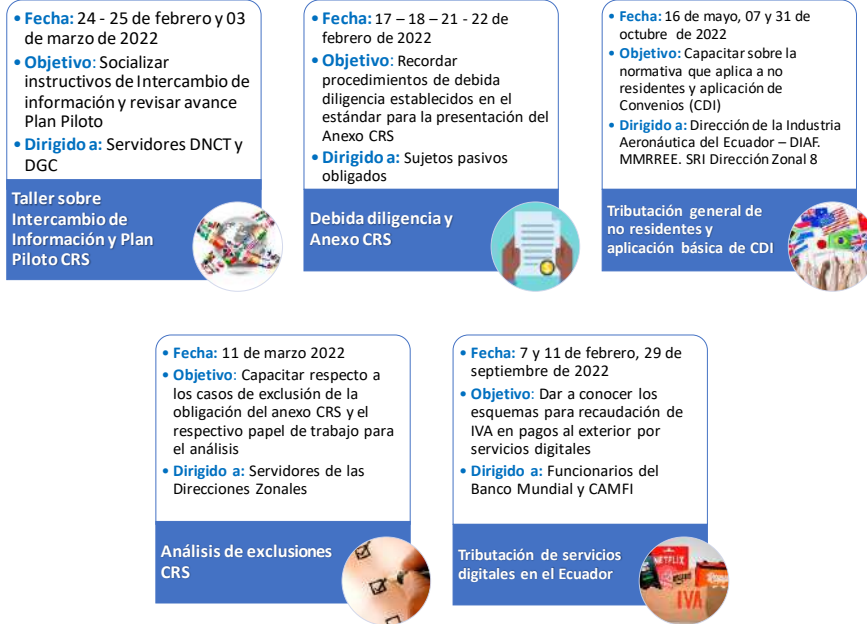 • Fecha: 24 - 25 de febrero y 03
de marzo de 2022
• Objetivo: Socializar
instructivos de Intercambio de
información y revisar avance
Plan Piloto
• Dirigido a: Servidores DNCT y
DGC
Taller sobre
Intercambio de
Información y Plan
Piloto CRS
• Fecha: 17 – 18 – 21 - 22 de
febrero de 2022
• Objetivo: Recordar
procedimientos de debida
diligencia establecidos en el
estándar para la presentación del
Anexo CRS
• Dirigido a: Sujetos pasivos
obligados
Debida diligencia y
Anexo CRS
• Fecha: 16 de mayo, 07 y 31 de
octubre de 2022
• Objetivo: Capacitar sobre la
normativa que aplica a no
residentes y aplicación de
Convenios (CDI)
• Dirigido a: Dirección de la Industria
Aeronáutica del Ecuador – DIAF.
MMRREE. SRI Dirección Zonal 8
Tributación general de
no residentes y
aplicación básica de CDI
• Fecha: 11 de marzo 2022
• Objetivo: Capacitar respecto a
los casos de exclusión de la
obligación del anexo CRS y el
respectivo papel de trabajo para
el análisis
• Dirigido a: Servidores de las
Direcciones Zonales
Análisis de exclusiones
CRS
• Fecha: 7 y 11 de febrero, 29 de
septiembre de 2022
• Objetivo: Dar a conocer los
esquemas para recaudación de
IVA en pagos al exterior por
servicios digitales
• Dirigido a: Funcionarios del
Banco Mundial y CAMFI
Tributación de servicios
digitales en el Ecuador
NETFLIX
IVA